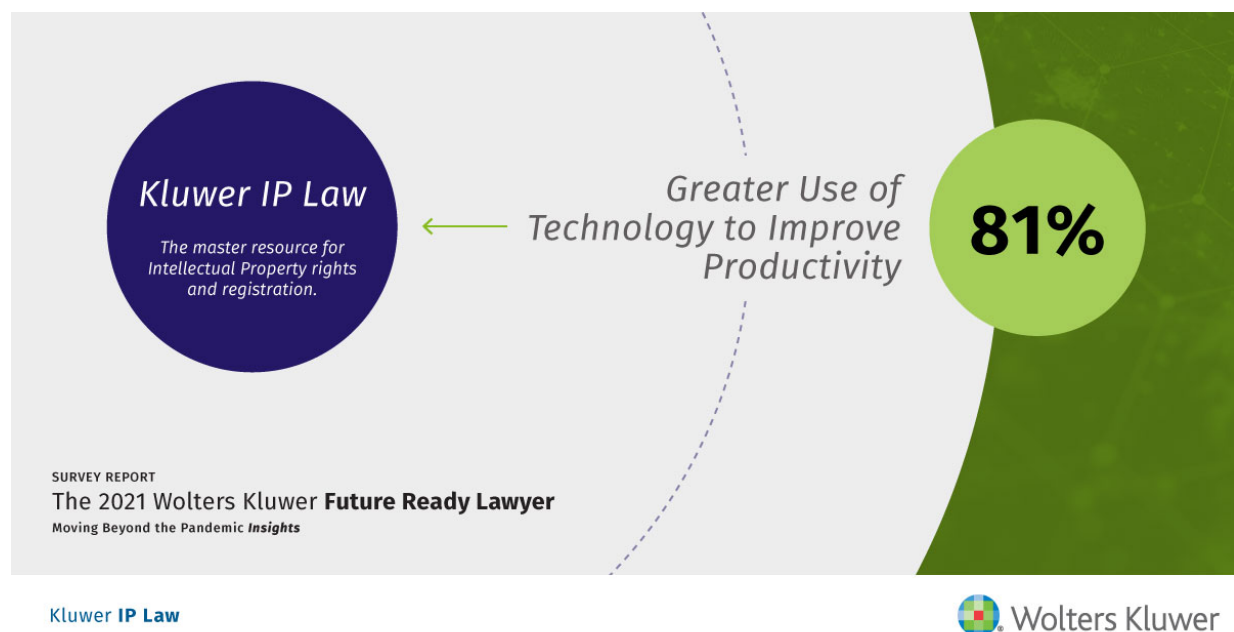 Kluwer IP Law
The master resource for
Intellectual Property rights
and registration.
Greater Use of
Technology to Improve
Productivity
81%
SURVEY REPORT
The 2021 Wolters Kluwer Future Ready Lawyer
Moving Beyond the Pandemic Insights
Kluwer IP Law
Wolters Kluwer